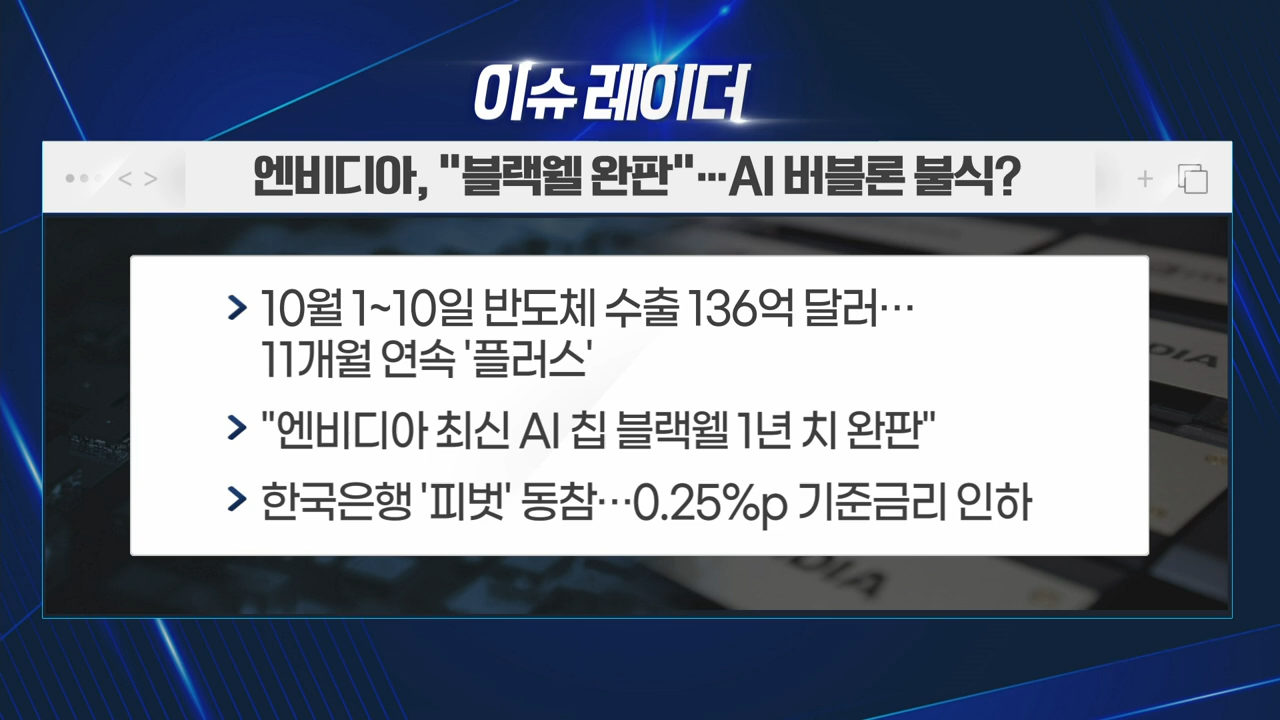 이슈 레이더
엔비디아, "블랙웰 완판"…AI 버블론 불식?
10월 1~10일 반도체 수출 136억 달러…
11개월 연속 '플러스'
"엔비디아 최신 AI 칩 블랙웰 1년 치 완판"
한국은행 '피벗' 동참…0.25%p 기준금리 인하
DIA
DIA